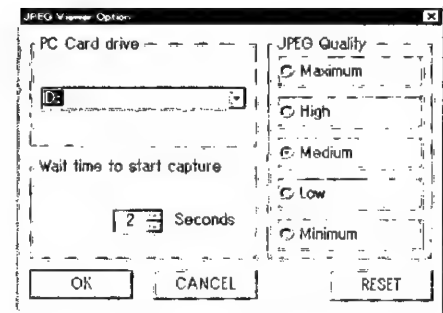 JPEG Viewer Option
PC Card drive
D:
Wait time to start capture
2 Seconds
JPEG Quality
Maximum
High
Medium
Low
Minimum
OK
CANCEL
RESET